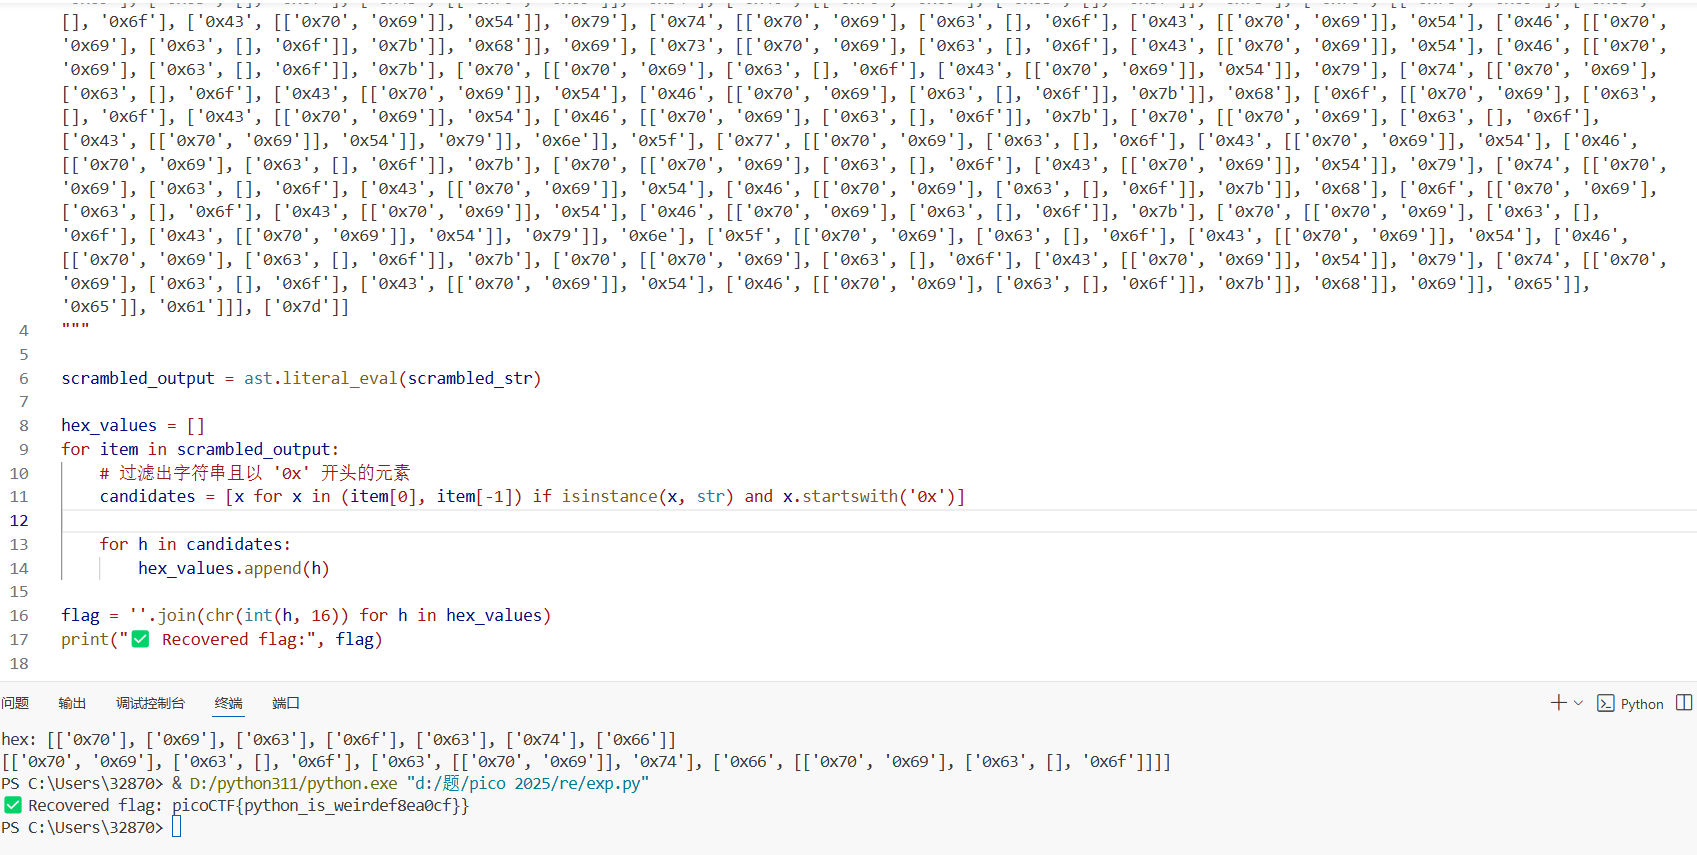 [], '0x6f'], ['0x43', [['0x70', '0x69']], '0x54']], '0x79'], ['0x74', [['0x70', '0x69'], ['0x63', [], '0x6f'], ['0x43', [['0x70', '0x69']], '0x54'], ['0x46', [['0x70',
'0x69'], ['0x63', [], '0x6f']], '0x7b']], '0x68']], '0x69'], ['0x73', [['0x70', '0x69'], ['0x63', [], '0x6f'], ['0x43', [['0x70', '0x69']], '0x54'], ['0x46', [['0x70',
'0x69'], ['0x63', [], '0x6f']], '0x7b'], ['0x70', [['0x70', '0x69'], ['0x63', [], '0x6f'], ['0x43', [['0x70', '0x69']], '0x54']], '0x79'], ['0x74', [['0x70', '0x69'],
['0x63', [], '0x6f'], ['0x43', [['0x70', '0x69']], '0x54'], ['0x46', [['0x70', '0x69'], ['0x63', [], '0x6f']], '0x7b']], '0x68'], ['0x6f', [['0x70', '0x69'], ['0x63',
[], '0x6f'], ['0x43', [['0x70', '0x69']], '0x54'], ['0x46', [['0x70', '0x69'], ['0x63', [], '0x6f']], '0x7b'], ['0x70', [['0x70', '0x69'], ['0x63', [], '0x6f'],
['0x43', [['0x70', '0x69']], '0x54']], '0x79']], '0x6e']], '0x5f'], ['0x77', [['0x70', '0x69'], ['0x63', [], '0x6f'], ['0x43', [['0x70', '0x69']], '0x54'], ['0x46',
[['0x70', '0x69'], ['0x63', [], '0x6f']], '0x7b'], ['0x70', [['0x70', '0x69'], ['0x63', [], '0x6f'], ['0x43', [['0x70', '0x69']], '0x54']], '0x79'], ['0x74', [['0x70',
'0x69'], ['0x63', [], '0x6f'], ['0x43', [['0x70', '0x69']], '0x54'], ['0x46', [['0x70', '0x69'], ['0x63', [], '0x6f']], '0x7b']], '0x68'], ['0x6f', [['0x70', '0x69'],
['0x63', [], '0x6f'], ['0x43', [['0x70', '0x69']], '0x54'], ['0x46', [['0x70', '0x69'], ['0x63', [], '0x6f']], '0x7b'], ['0x70', [['0x70', '0x69'], ['0x63', [],
'0x6f'], ['0x43', [['0x70', '0x69']], '0x54']], '0x79']], '0x6e'], ['0x5f', [['0x70', '0x69'], ['0x63', [], '0x6f'], ['0x43', [['0x70', '0x69']], '0x54'], ['0x46',
[['0x70', '0x69'], ['0x63', [], '0x6f']], '0x7b'], ['0x70', [['0x70', '0x69'], ['0x63', [], '0x6f'], ['0x43', [['0x70', '0x69']], '0x54']], '0x79'], ['0x74', [['0x70',
'0x69'], ['0x63', [], '0x6f'], ['0x43', [['0x70', '0x69']], '0x54'], ['0x46', [['0x70', '0x69'], ['0x63', [], '0x6f']], '0x7b']], '0x68']], '0x69']], '0x65']],
'0x65']], '0x61']]], ['0x7d']]
4 """
5
6 scrambled_output = ast.literal_eval(scrambled_str)
7
8 hex_values = []
9 for item in scrambled_output:
10 # 过滤出字符串且以 '0x' 开头的元素
11 candidates = [x for x in (item[0], item[-1]) if isinstance(x, str) and x.startswith('0x')]
12
13 for h in candidates:
14 hex_values.append(h)
15
16 flag = ''.join(chr(int(h, 16)) for h in hex_values)
17 print("✅ Recovered flag:", flag)
18
问题 输出 调试控制台 终端 端口 Python
hex: [['0x70'], ['0x69'], ['0x63'], ['0x6f'], ['0x63'], ['0x74'], ['0x66']]
[['0x70', '0x69'], ['0x63', [], '0x6f'], ['0x63', [['0x70', '0x69']], '0x74'], ['0x66', [['0x70', '0x69'], ['0x63', [], '0x6f']]]]
PS C:\Users\32870> & D:/python311/python.exe "d:/题/pico 2025/re/exp.py"
✅ Recovered flag: picoCTF{python_is_weirdef8ea0cf}}
PS C:\Users\32870>